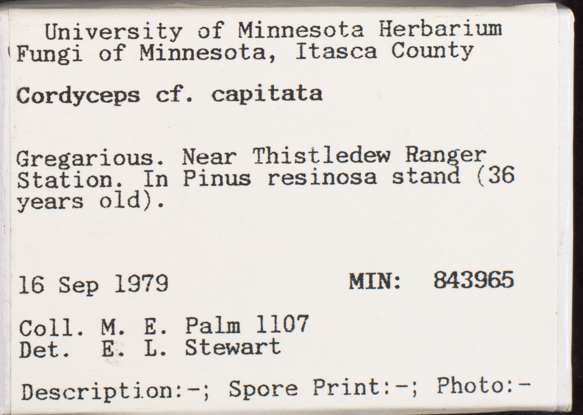 University of Minnesota Herbarium
Fungi of Minnesota, Itasca County
Cordyceps cf. capitata
Gregarious. Near Thistledew Ranger
Station. In Pinus resinosa stand (36
years old).
16 Sep 1979 MIN: 843965
Coll. M. E. Palm 1107
Det. E. L. Stewart
Description:-; Spore Print:-; Photo:-